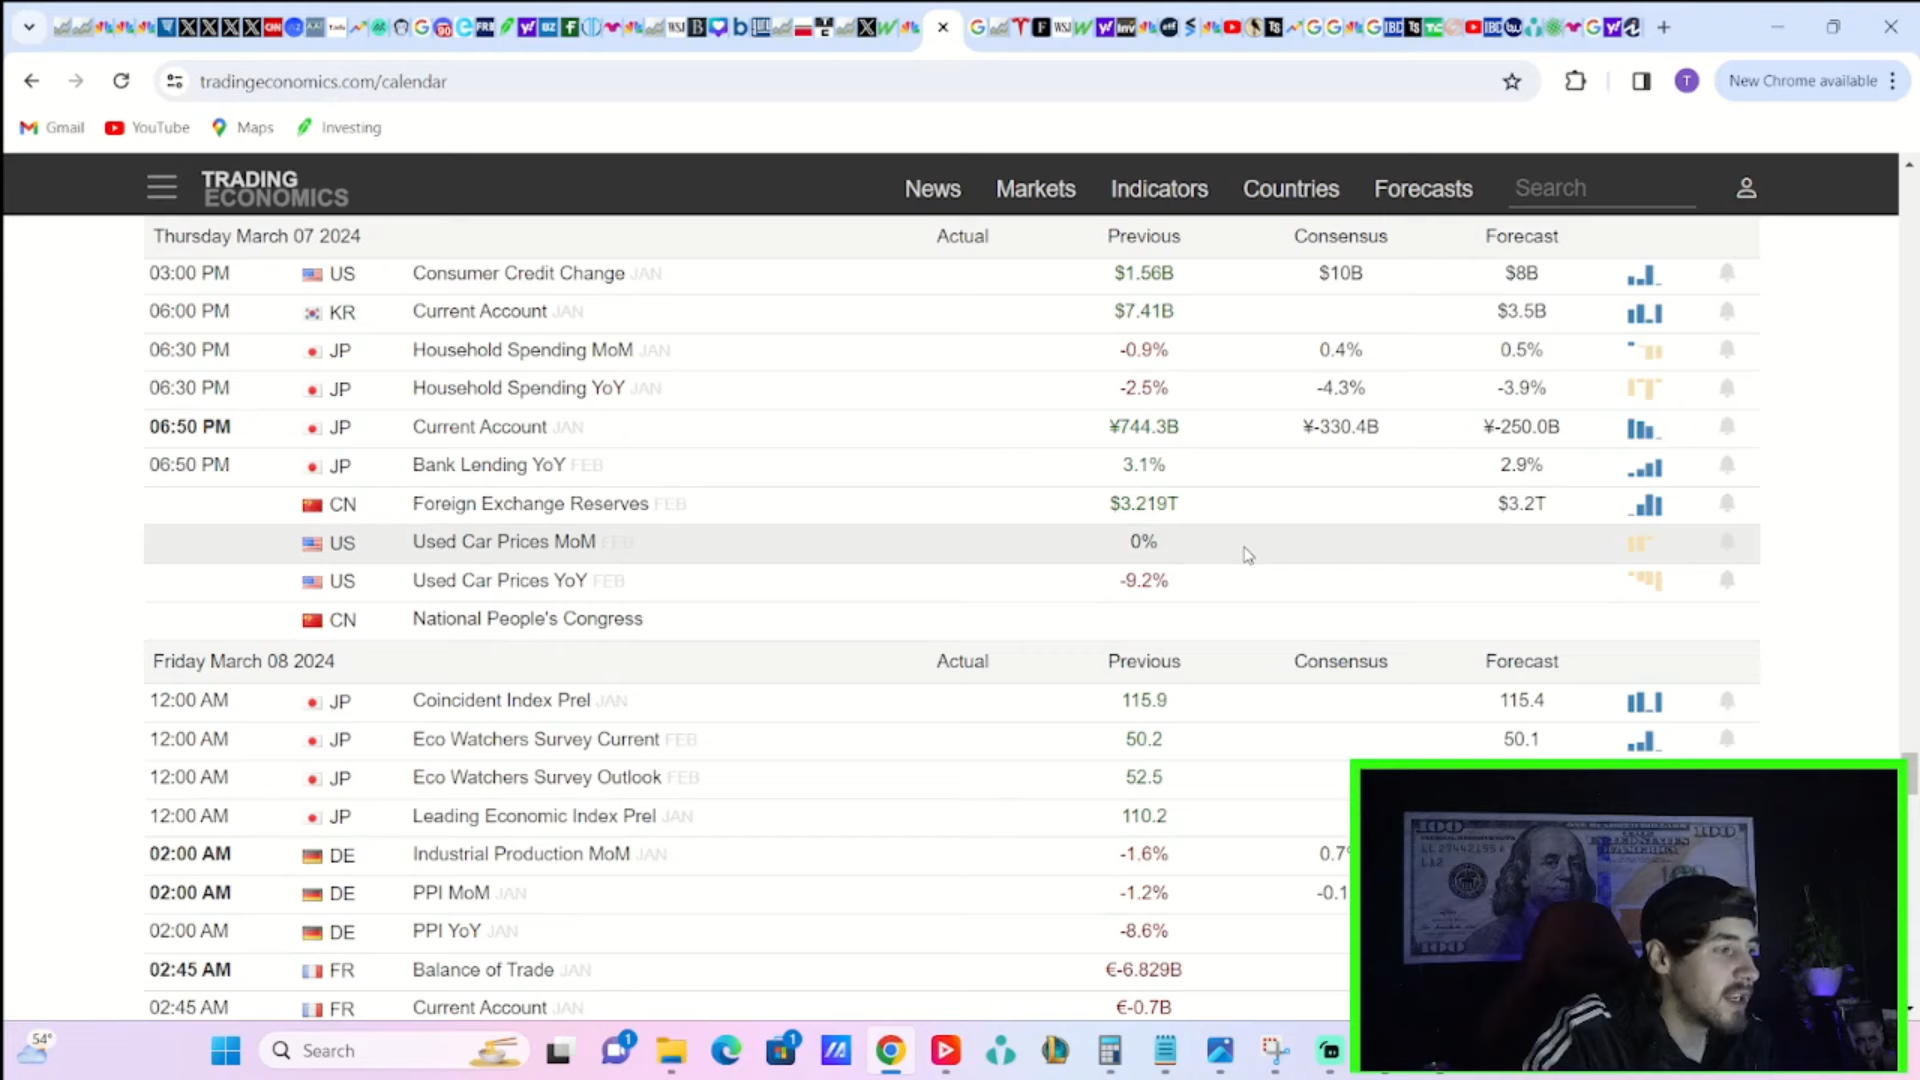 tradingeconomics.com/calendar
New Chrome available
Gmail YouTube Maps Investing
TRADING
ECONOMICS
News Markets Indicators Countries Forecasts Search
Thursday March 07 2024 Actual Previous Consensus Forecast
03:00 PM US Consumer Credit Change JAN $1.56B $10B $8B
06:00 PM KR Current Account JAN $7.41B $3.5B
06:30 PM JP Household Spending MoM JAN -0.9% 0.4% 0.5%
06:30 PM JP Household Spending YoY JAN -2.5% -4.3% -3.9%
06:50 PM JP Current Account JAN ¥744.3B ¥-330.4B ¥-250.0B
06:50 PM JP Bank Lending YoY FEB 3.1% 2.9%
CN Foreign Exchange Reserves FEB $3.219T $3.2T
US Used Car Prices MoM FEB 0%
US Used Car Prices YoY FEB -9.2%
CN National People's Congress
Friday March 08 2024 Actual Previous Consensus Forecast
12:00 AM JP Coincident Index Prel JAN 115.9 115.4
12:00 AM JP Eco Watchers Survey Current FEB 50.2 50.1
12:00 AM JP Eco Watchers Survey Outlook FEB 52.5
12:00 AM JP Leading Economic Index Prel JAN 110.2
02:00 AM DE Industrial Production MoM JAN -1.6% 0.7
02:00 AM DE PPI MoM JAN -1.2% -0.1
02:00 AM DE PPI YoY JAN -8.6%
02:45 AM FR Balance of Trade JAN €-6.829B
02:45 AM FR Current Account JAN €-0.7B
54°
Search
1
1
100
100
100